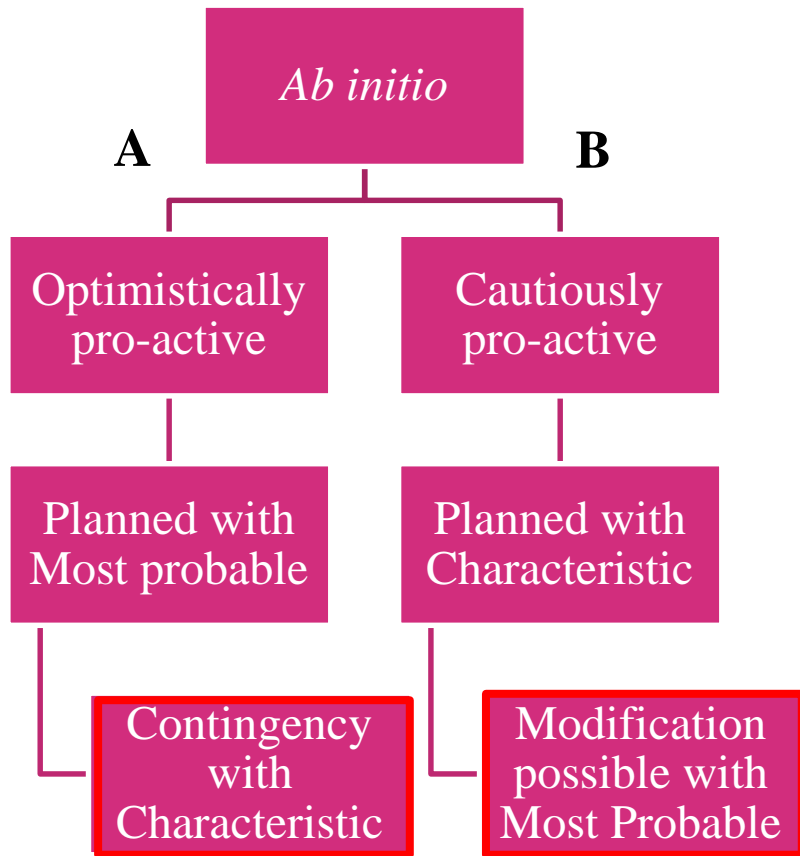 Ab initio
A
B
Optimistically
pro-active
Cautiously
pro-active
Planned with
Most probable
Planned with
Characteristic
Contingency
with
Characteristic
Modification
possible with
Most Probable